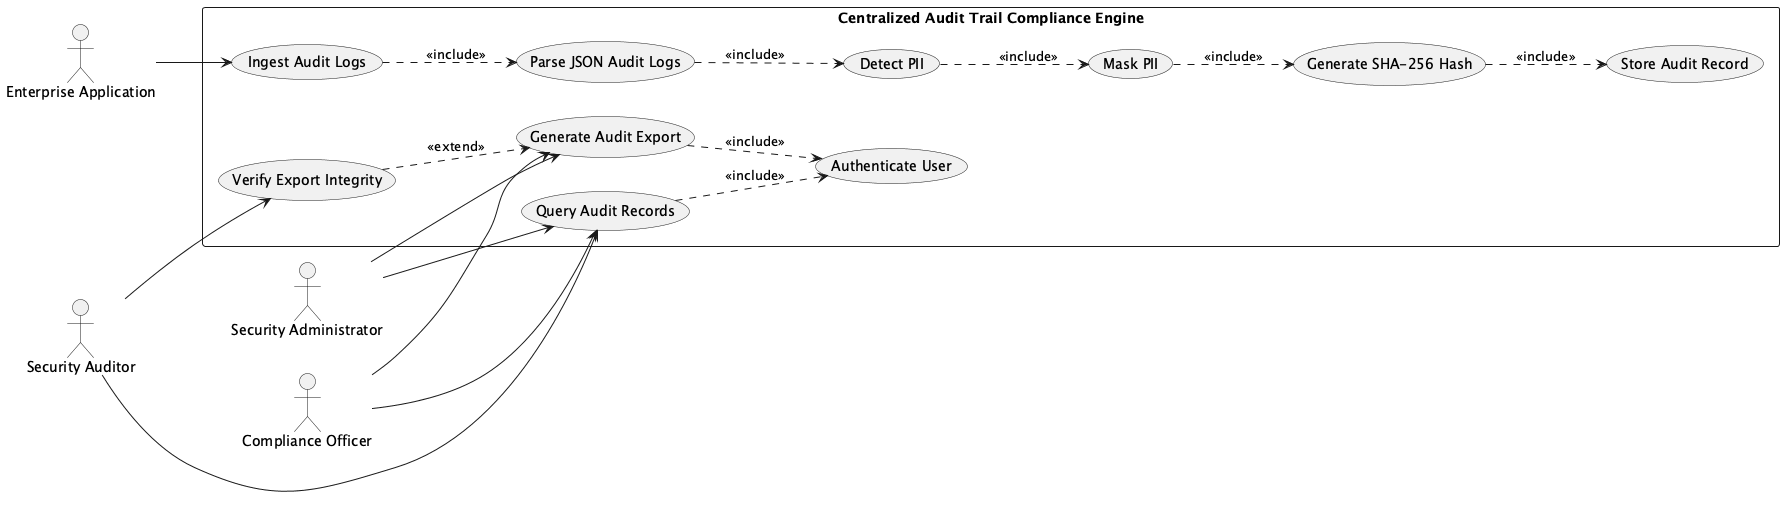 Centralized Audit Trail Compliance Engine
Enterprise Application
Ingest Audit Logs
«include»
Parse JSON Audit Logs
«include»
Detect PII
«include»
Mask PII
«include»
Generate SHA-256 Hash
«include»
Store Audit Record
Verify Export Integrity
«extend»
Generate Audit Export
«include»
Authenticate User
«include»
Query Audit Records
Security Administrator
Security Auditor
Compliance Officer